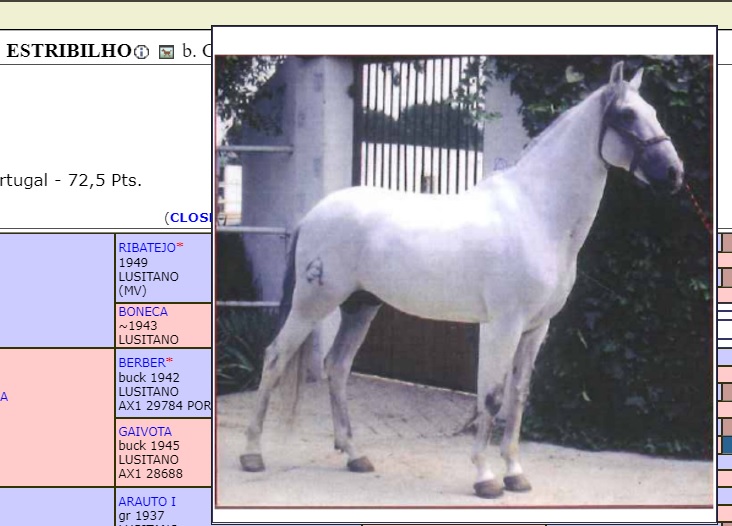 ESTRIBILHO b.
rtugal - 72,5 Pts.
(CLOSE
RIBATEJO*
1949
LUSITANO
(MV)
BONECA
~1943
LUSITANO
BERBER*
buck 1942
LUSITANO
AX1 29784 POR
A
GAIVOTA
buck 1945
LUSITANO
AX1 28688
ARAUTO I
gr 1937